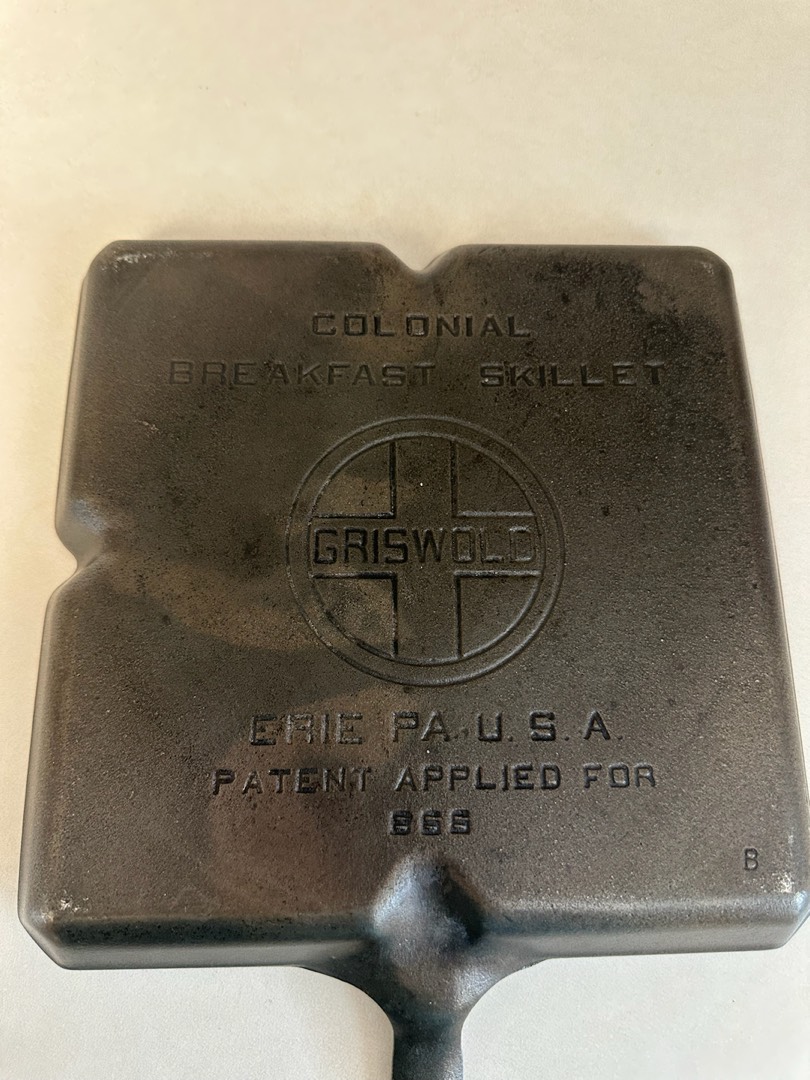 COLONIAL
BREAKFAST SKILLET
GRISWOLD
ERIE PA. U.S.A.
PATENT APPLIED FOR
666
B